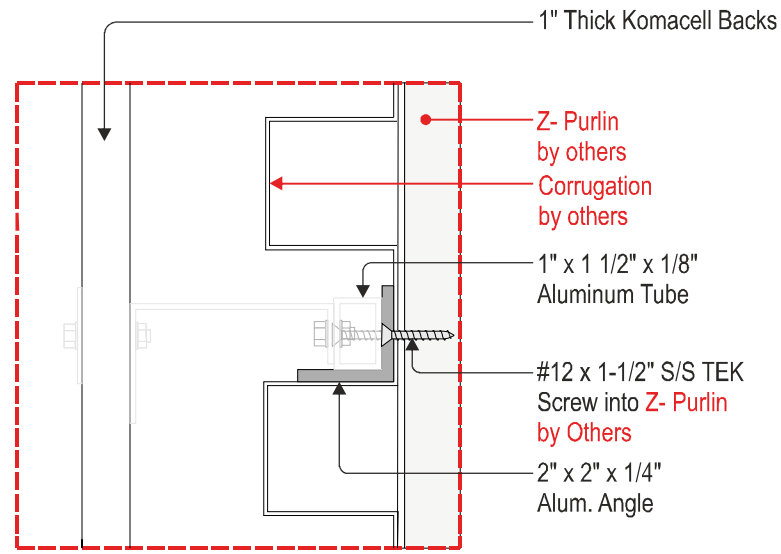 1" Thick Komacell Backs
Z- Purlin
by others
Corrugation
by others
1" x 1 1/2" x 1/8"
Aluminum Tube
#12 x 1-1/2" S/S TEK
Screw into Z- Purlin
by Others
2" x 2" x 1/4"
Alum. Angle